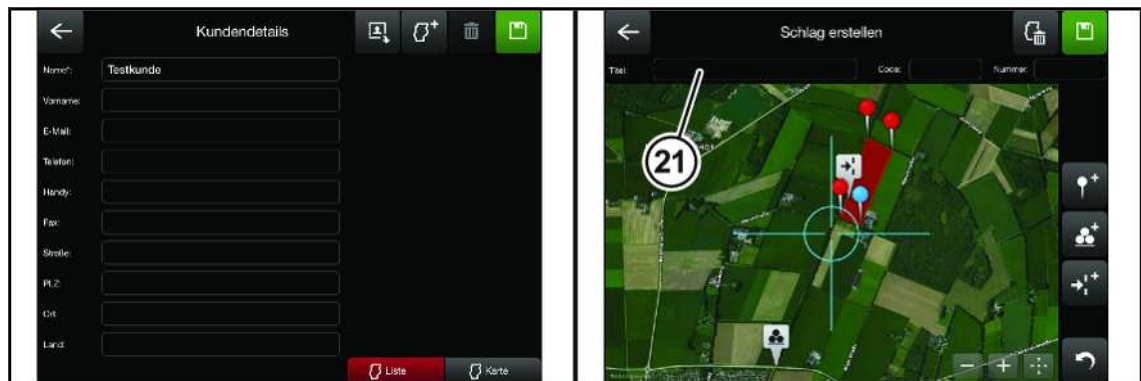 Kundendetails
Name*: Testkunde
Vorname:
E-Mail:
Telefon:
Handy:
Fax:
Straße:
PLZ:
Ort:
Land:
Liste
Karte
Schlag erstellen
Titel:
Code:
Nummer:
21